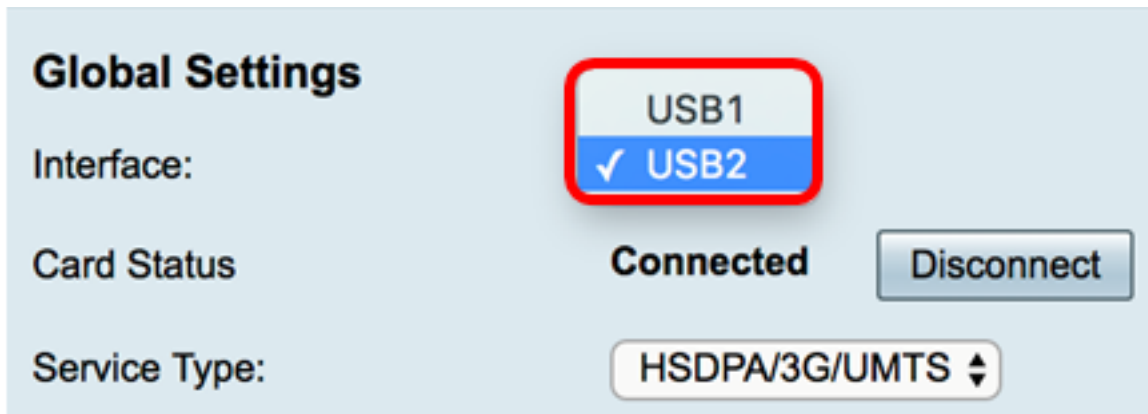 Global Settings
USB1
Interface: ✓ USB2
Card Status Connected Disconnect
Service Type: HSDPA/3G/UMTS